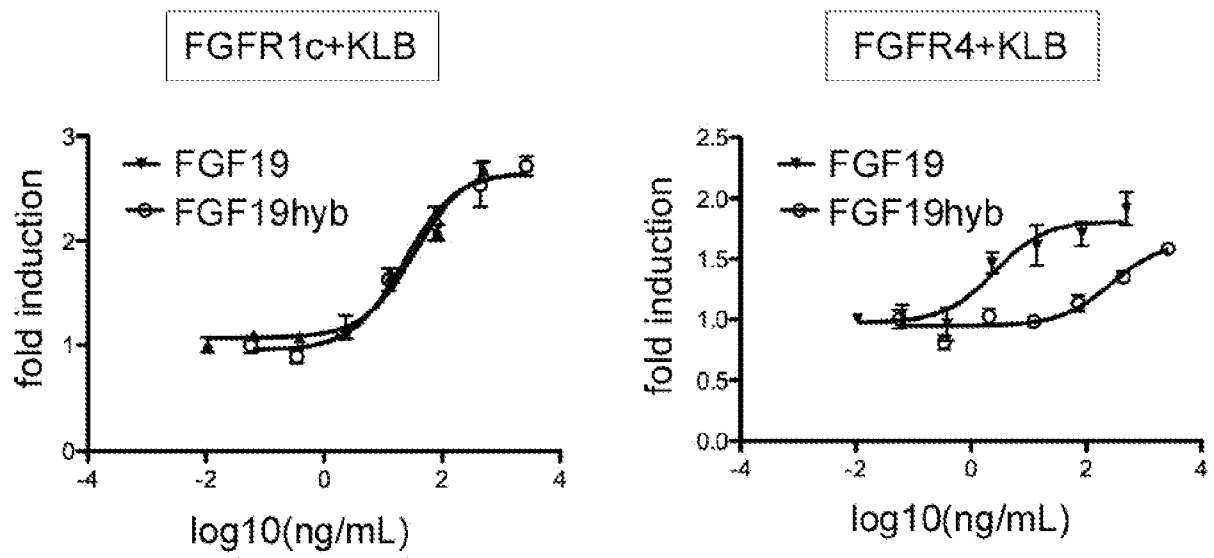 FGFR1c+KLB
FGFR4+KLB
fold induction
3
2
1
0
FGF19
FGF19hyb
-4
-2
0
2
4
log10(ng/mL)
fold induction
2.5
2.0
1.5
1.0
0.5
0.0
FGF19
FGF19hyb
-4
-2
0
2
4
log10(ng/mL)